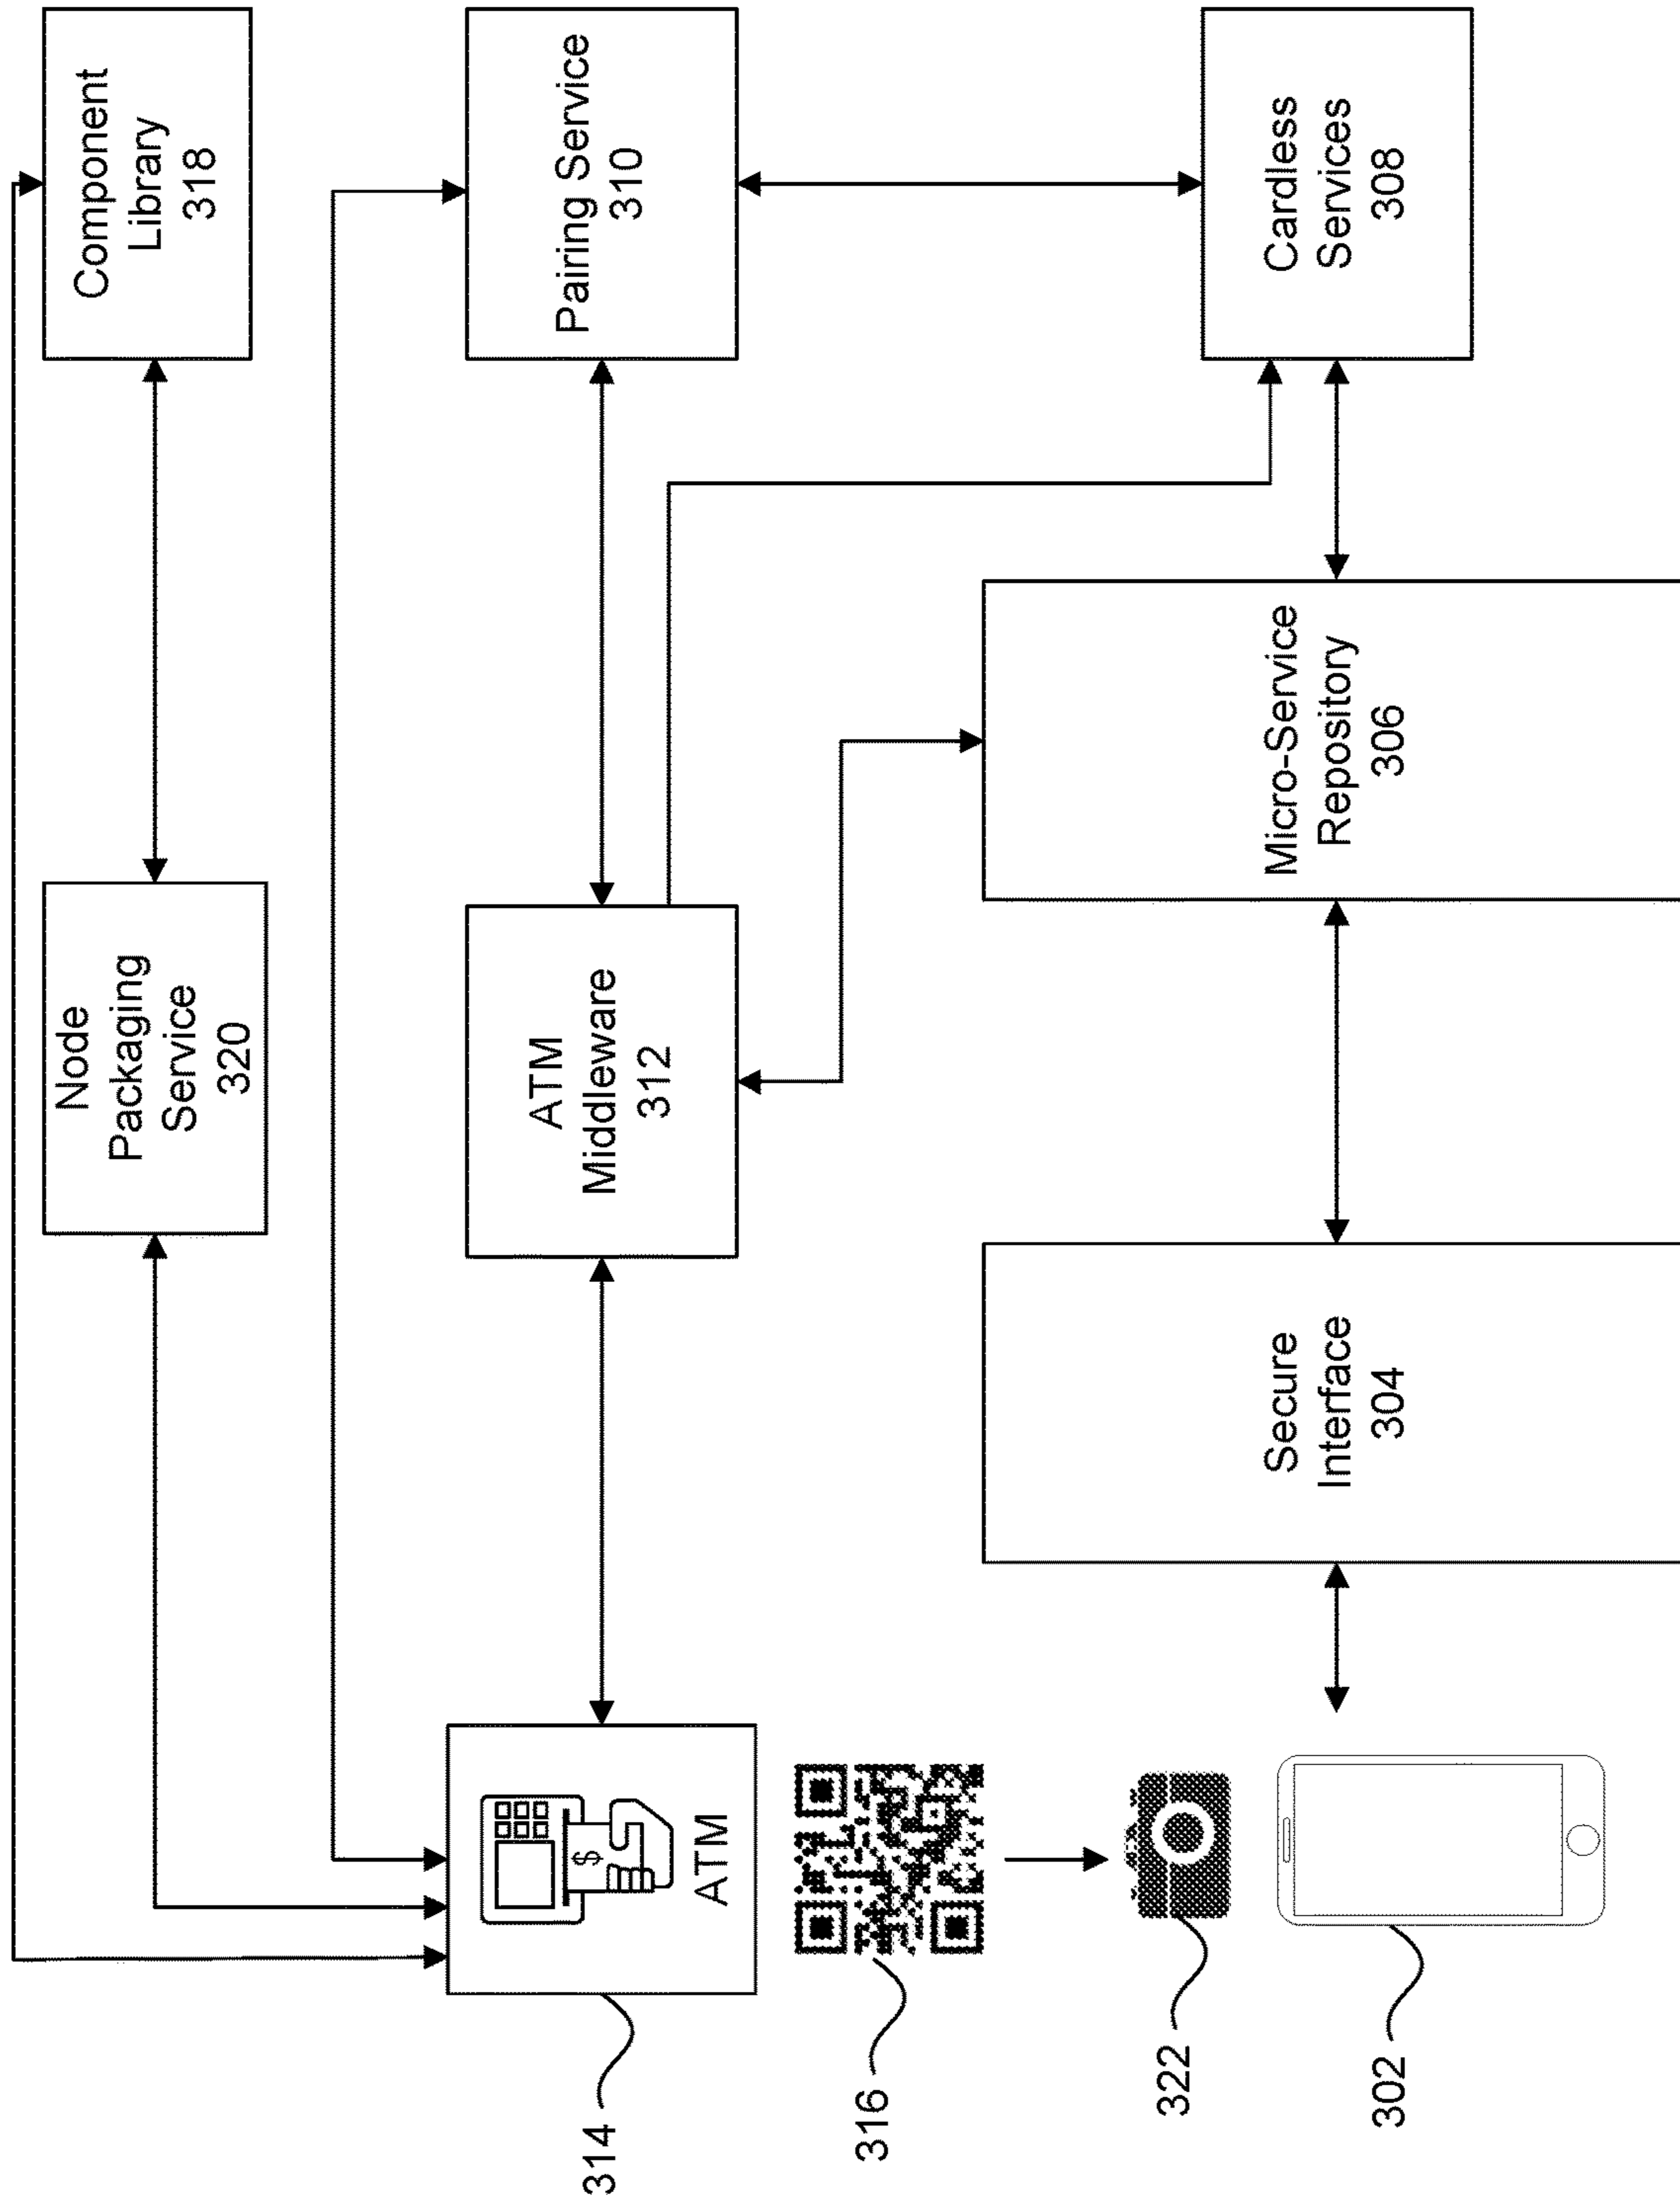 Node
Packaging
Service
320
Component
Library
318
ATM
314
ATM
Middleware
312
Pairing Service
310
316
322
302
Secure
Interface
304
Micro-Service
Repository
306
Cardless
Services
308
$